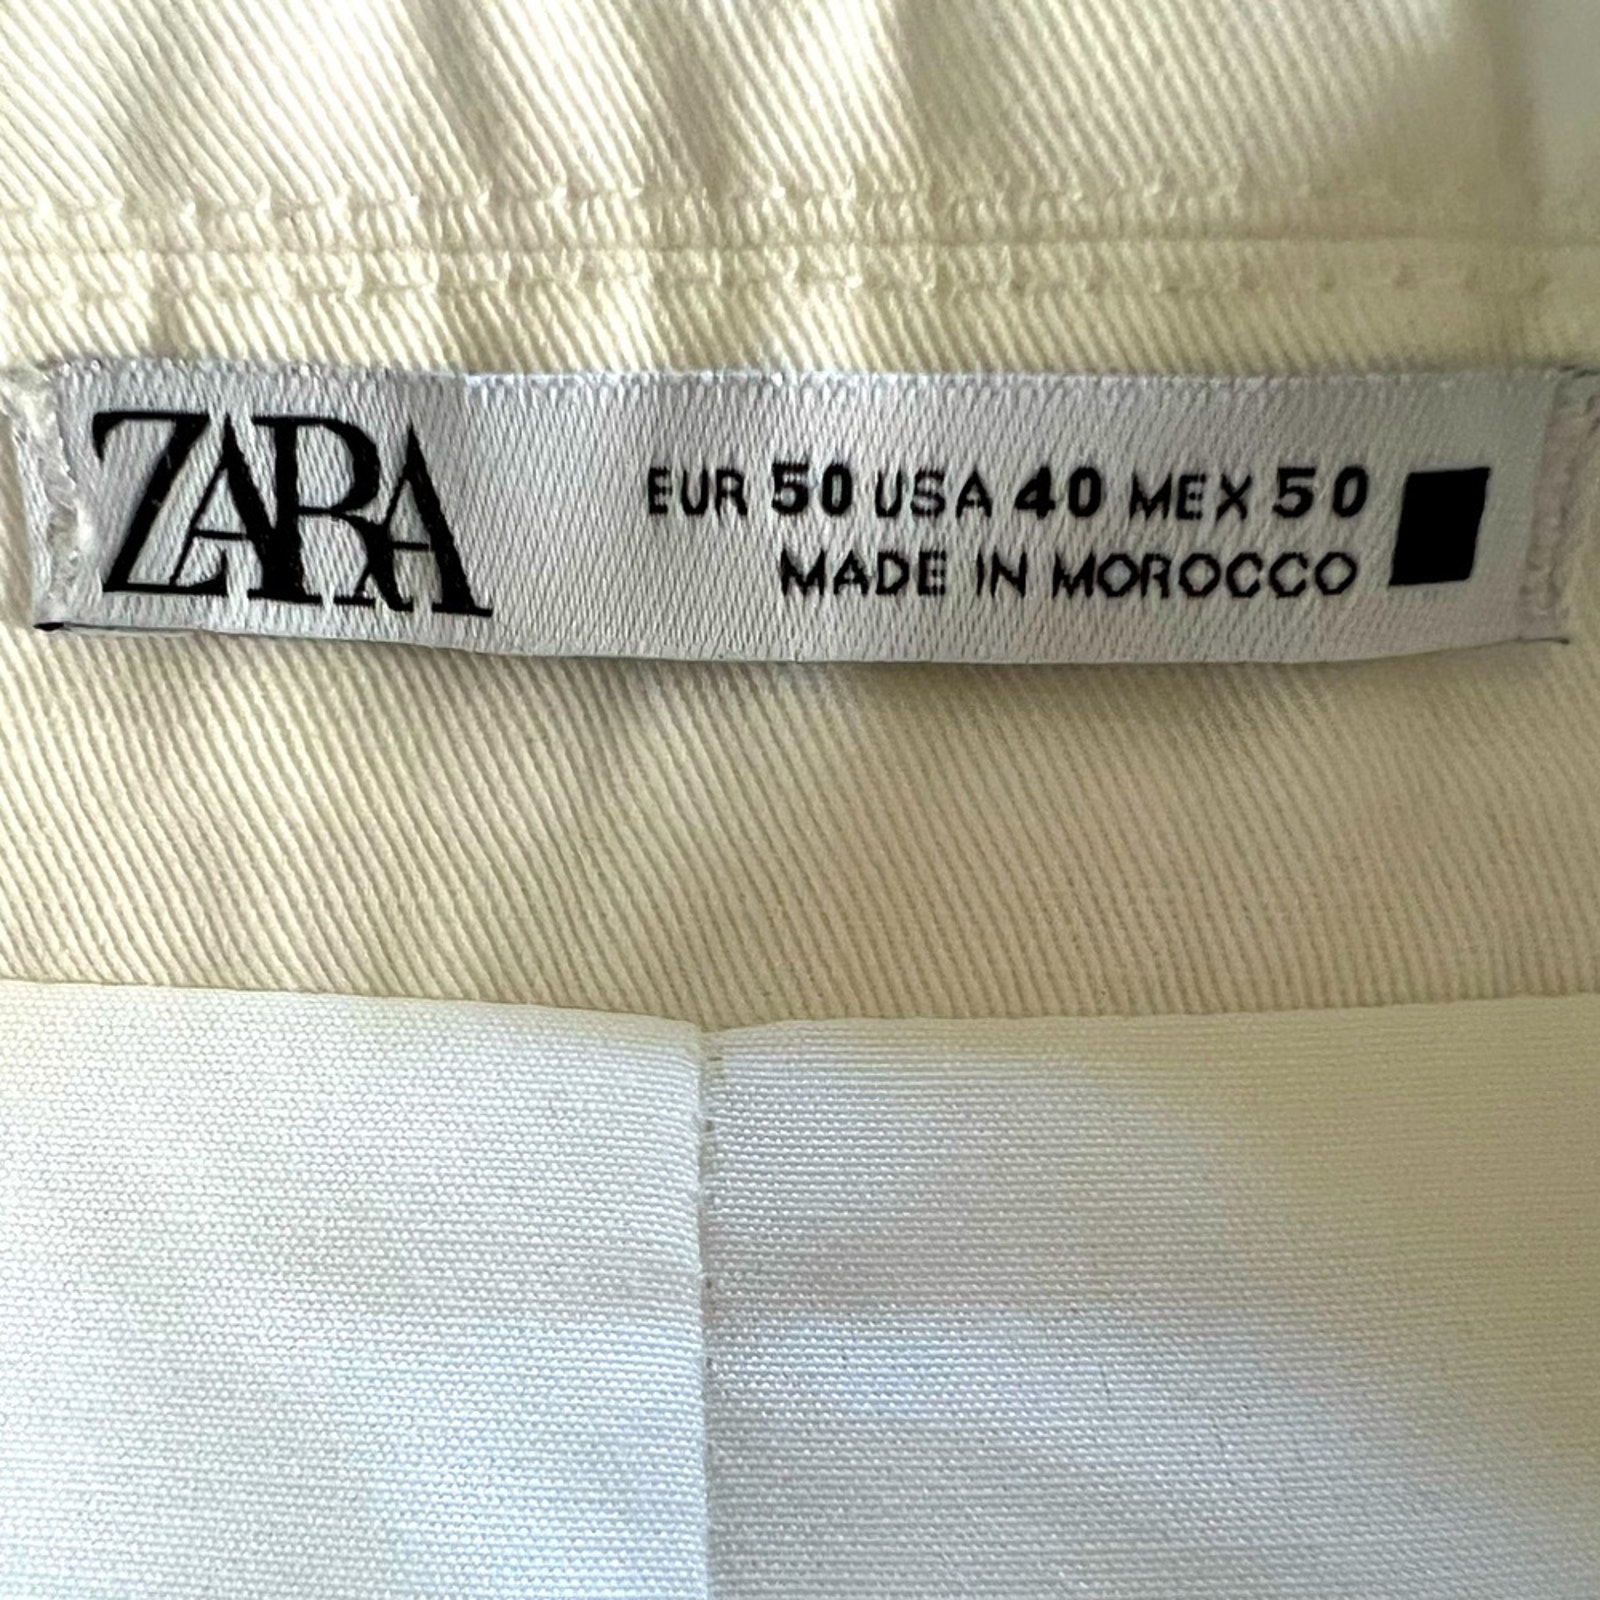 ZARA
EUR 50 USA 40 MEX 50
MADE IN MOROCCO